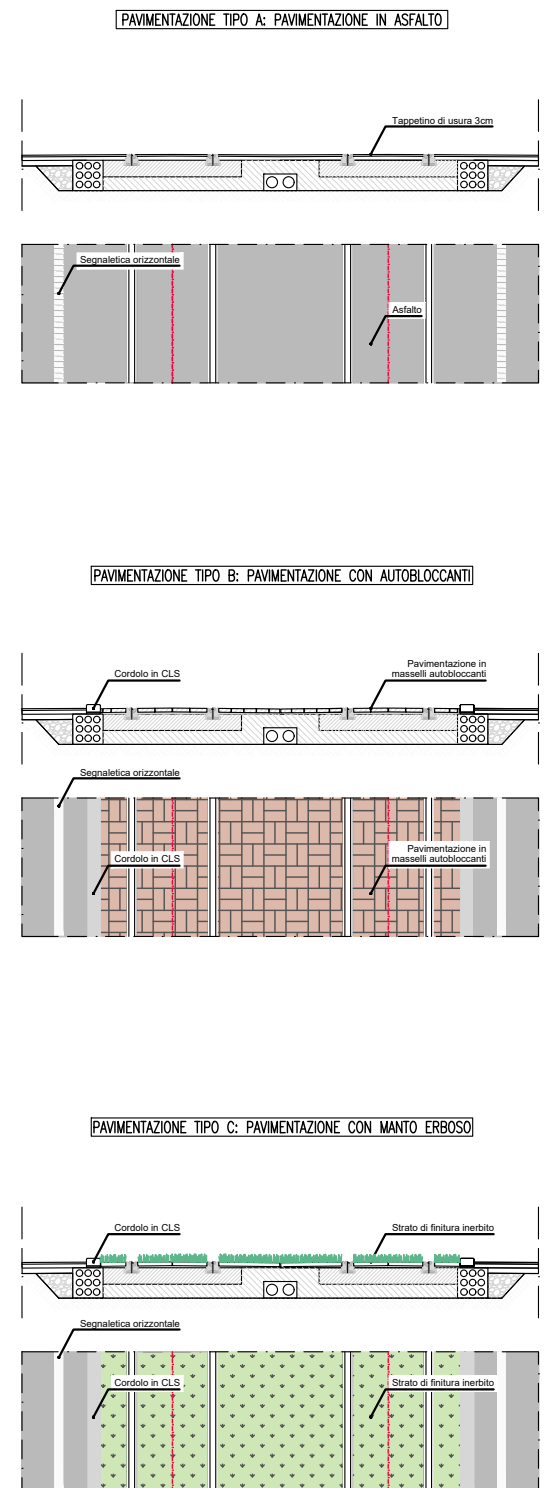 PAVIMENTAZIONE TIPO A: PAVIMENTAZIONE IN ASFALTO
Tappetino di usura 3cm
Segnaletica orizzontale
Asfalto
PAVIMENTAZIONE TIPO B: PAVIMENTAZIONE CON AUTOBLOCCANTI
Cordolo in CLS
Pavimentazione in
masselli autobloccanti
Segnaletica orizzontale
Cordolo in CLS
Pavimentazione in
masselli autobloccanti
PAVIMENTAZIONE TIPO C: PAVIMENTAZIONE CON MANTO ERBOSO
Cordolo in CLS
Strato di finitura inerbito
Segnaletica orizzontale
Cordolo in CLS
Strato di finitura inerbito